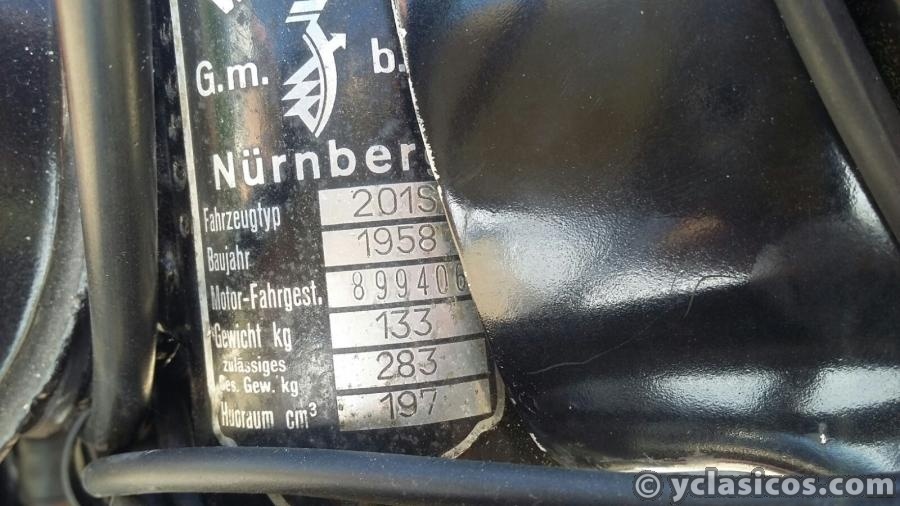 G.m. b.
Nürnber
Fahrzeugtyp 201S
Baujahr 1958
Motor-Fahrgest. 899406
Gewicht kg 133
zulässiges
Ges. Gew. kg 283
Hubraum cm³ 197
© yclasicos.com